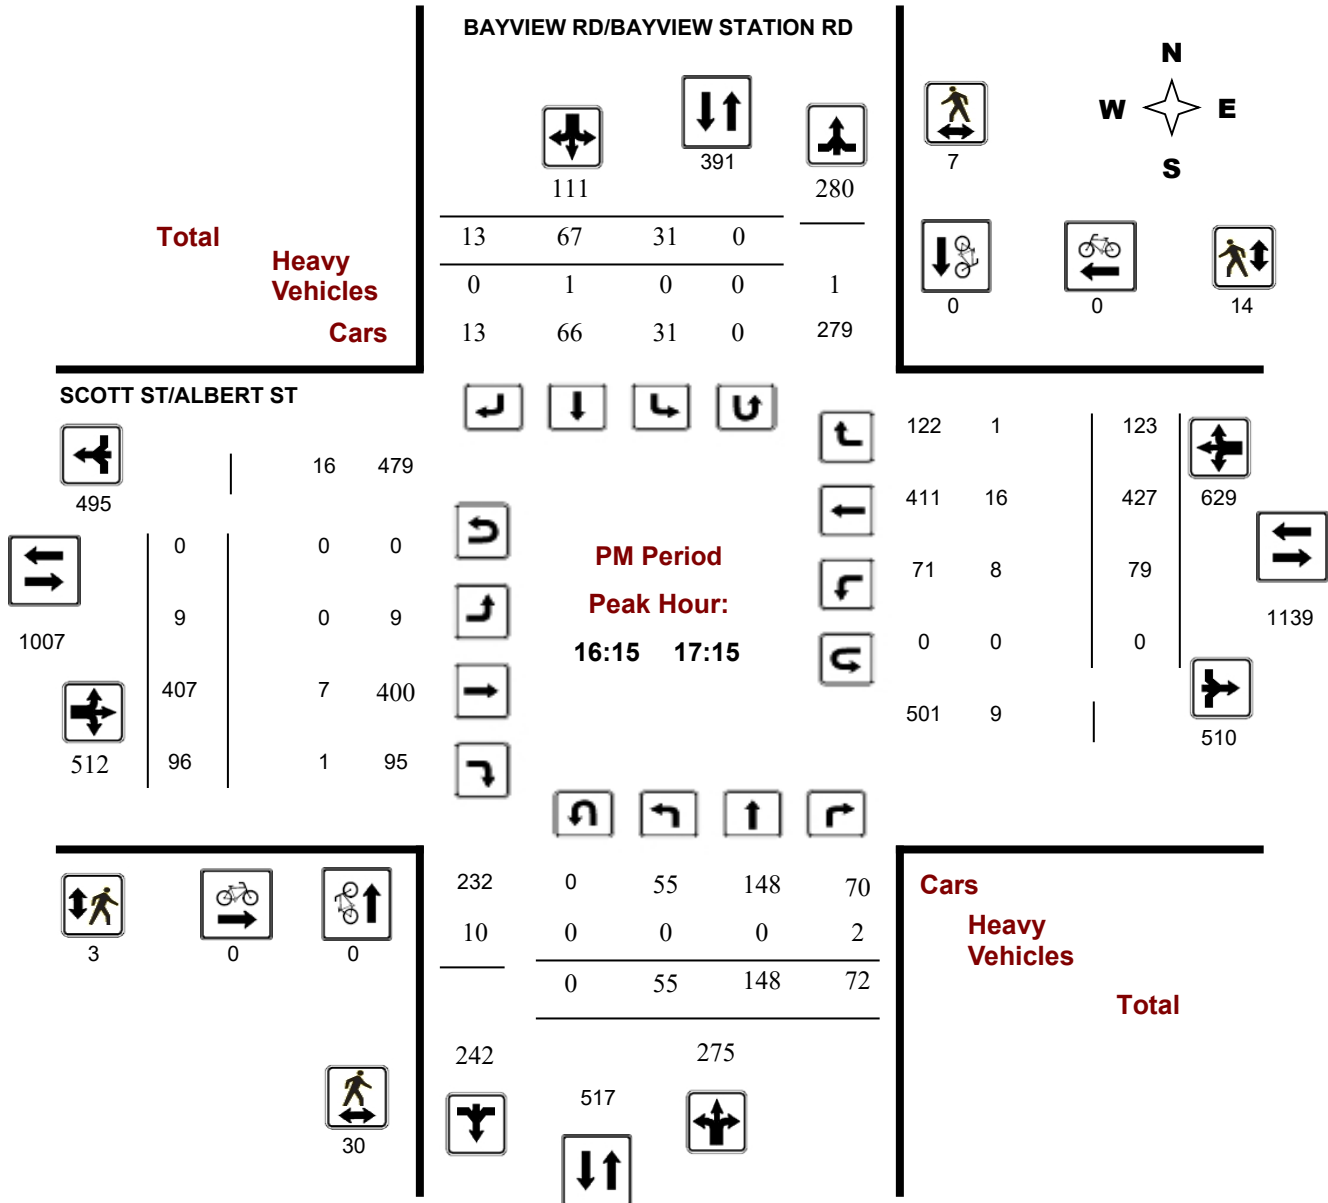 BAYVIEW RD/BAYVIEW STATION RD
N
W E
S
391
7
111 280
Total 13 67 31 0
Heavy
Vehicles 0 1 0 0 1
0 0 14
Cars 13 66 31 0 279
SCOTT ST/ALBERT ST
122 1 123
16 479
495
411 16 427 629
0 0 0
PM Period
71 8 79
9 0 9
Peak Hour:
1139
1007
16:15 17:15
0 0 0
407 7 400
501 9
510
512 96 1 95
232 0 55 148 70
Cars
10 0 0 0 2
Heavy
Vehicles
3 0 0
0 55 148 72
Total
242 275
517
30